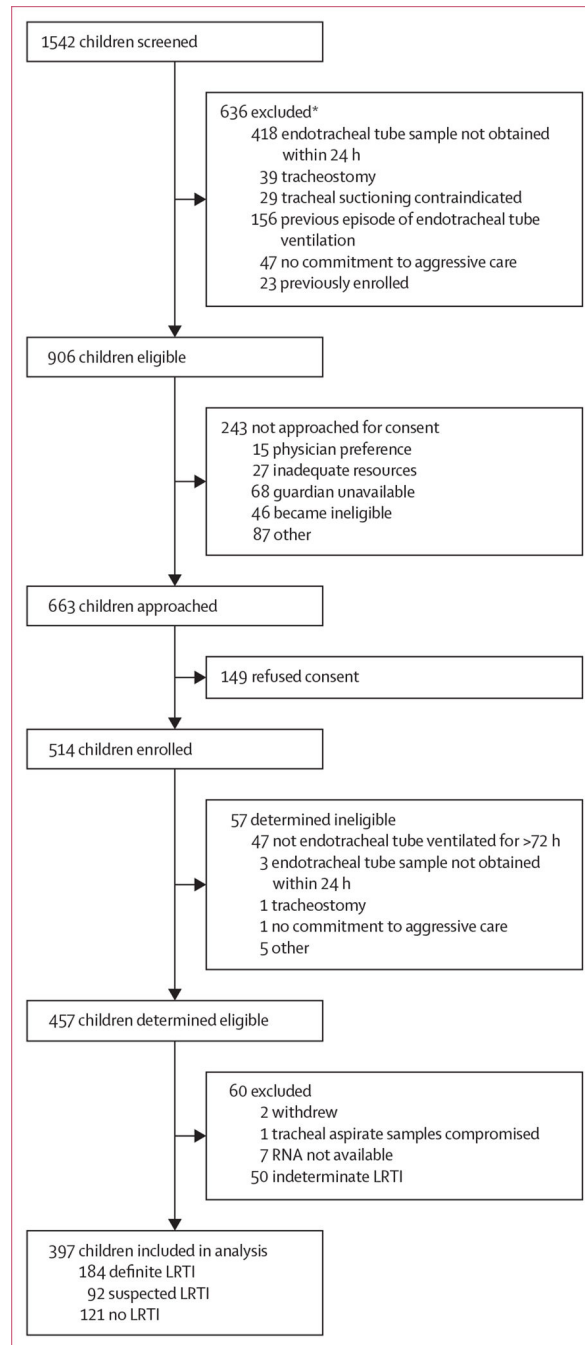 1542 children screened
636 excluded*
418 endotracheal tube sample not obtained
within 24 h
39 tracheostomy
29 tracheal suctioning contraindicated
156 previous episode of endotracheal tube
ventilation
47 no commitment to aggressive care
23 previously enrolled
906 children eligible
243 not approached for consent
15 physician preference
27 inadequate resources
68 guardian unavailable
46 became ineligible
87 other
663 children approached
149 refused consent
514 children enrolled
57 determined ineligible
47 not endotracheal tube ventilated for >72 h
3 endotracheal tube sample not obtained
within 24 h
1 tracheostomy
1 no commitment to aggressive care
5 other
457 children determined eligible
60 excluded
2 withdrew
1 tracheal aspirate samples compromised
7 RNA not available
50 indeterminate LRTI
397 children included in analysis
184 definite LRTI
92 suspected LRTI
121 no LRTI